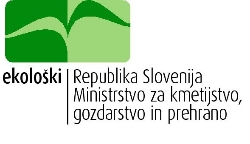 ekološki
Republika Slovenija
Ministrstvo za kmetijstvo,
gozdarstvo in prehrano